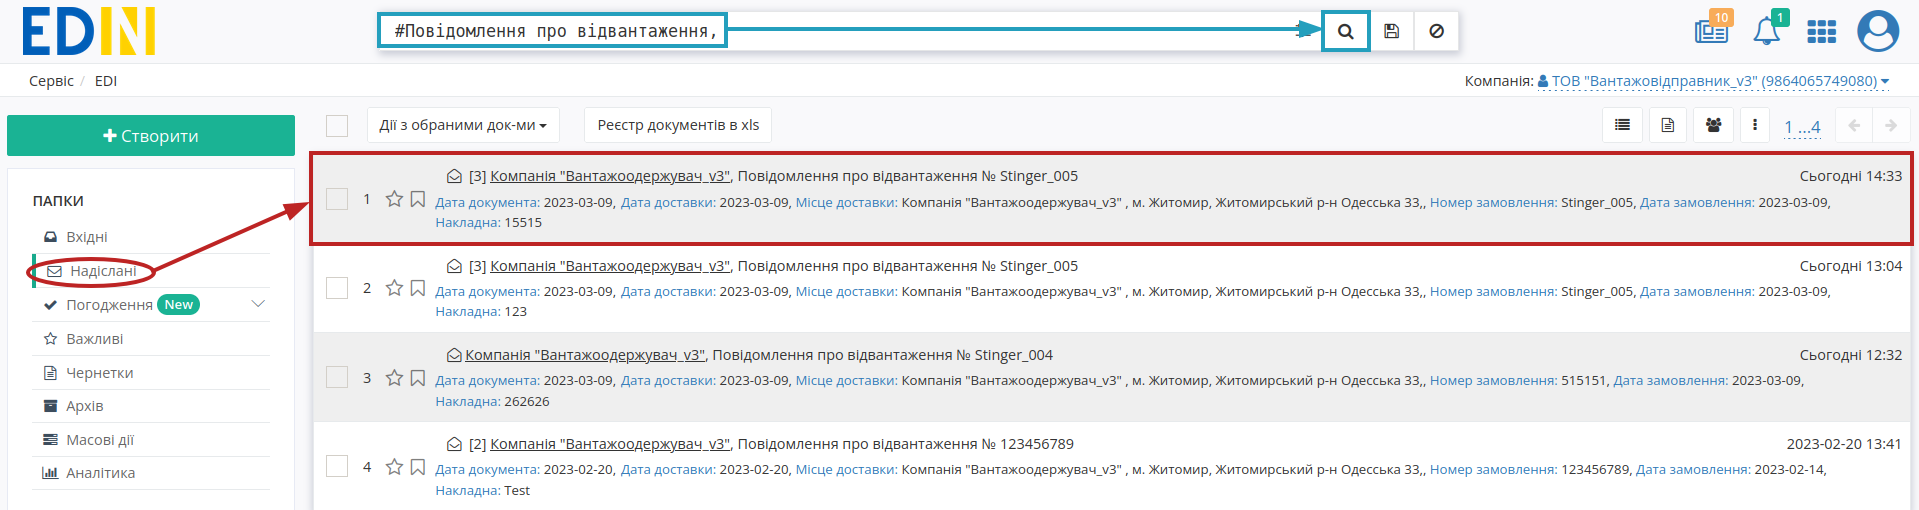 EDIN
#Повідомлення про відвантаження,
10
1
Сервіс / EDI
Компанія: ТОВ "Вантажовідправник_v3" (9864065749080)
Створити
Дії з обраними док-ми
Реєстр документів в xls
1 ...4
ПАПКИ
Вхідні
Надіслані
Погодження New
Важливі
Чернетки
Архів
Масові дії
Аналітика
[3] Компанія "Вантажоодержувач_v3", Повідомлення про відвантаження № Stinger_005
Сьогодні 14:33
1
Дата документа: 2023-03-09, Дата доставки: 2023-03-09, Місце доставки: Компанія "Вантажоодержувач_v3" , м. Житомир, Житомирський р-н Одесська 33,, Номер замовлення: Stinger_005, Дата замовлення: 2023-03-09,
Накладна: 15515
[3] Компанія "Вантажоодержувач_v3", Повідомлення про відвантаження № Stinger_005
Сьогодні 13:04
2
Дата документа: 2023-03-09, Дата доставки: 2023-03-09, Місце доставки: Компанія "Вантажоодержувач_v3" , м. Житомир, Житомирський р-н Одесська 33,, Номер замовлення: Stinger_005, Дата замовлення: 2023-03-09,
Накладна: 123
Компанія "Вантажоодержувач_v3", Повідомлення про відвантаження № Stinger_004
Сьогодні 12:32
3
Дата документа: 2023-03-09, Дата доставки: 2023-03-09, Місце доставки: Компанія "Вантажоодержувач_v3" , м. Житомир, Житомирський р-н Одесська 33,, Номер замовлення: 515151, Дата замовлення: 2023-03-09,
Накладна: 262626
[2] Компанія "Вантажоодержувач_v3", Повідомлення про відвантаження № 123456789
2023-02-20 13:41
4
Дата документа: 2023-02-20, Дата доставки: 2023-02-20, Місце доставки: Компанія "Вантажоодержувач_v3" , м. Житомир, Житомирський р-н Одесська 33,, Номер замовлення: 123456789, Дата замовлення: 2023-02-14,
Накладна: Test